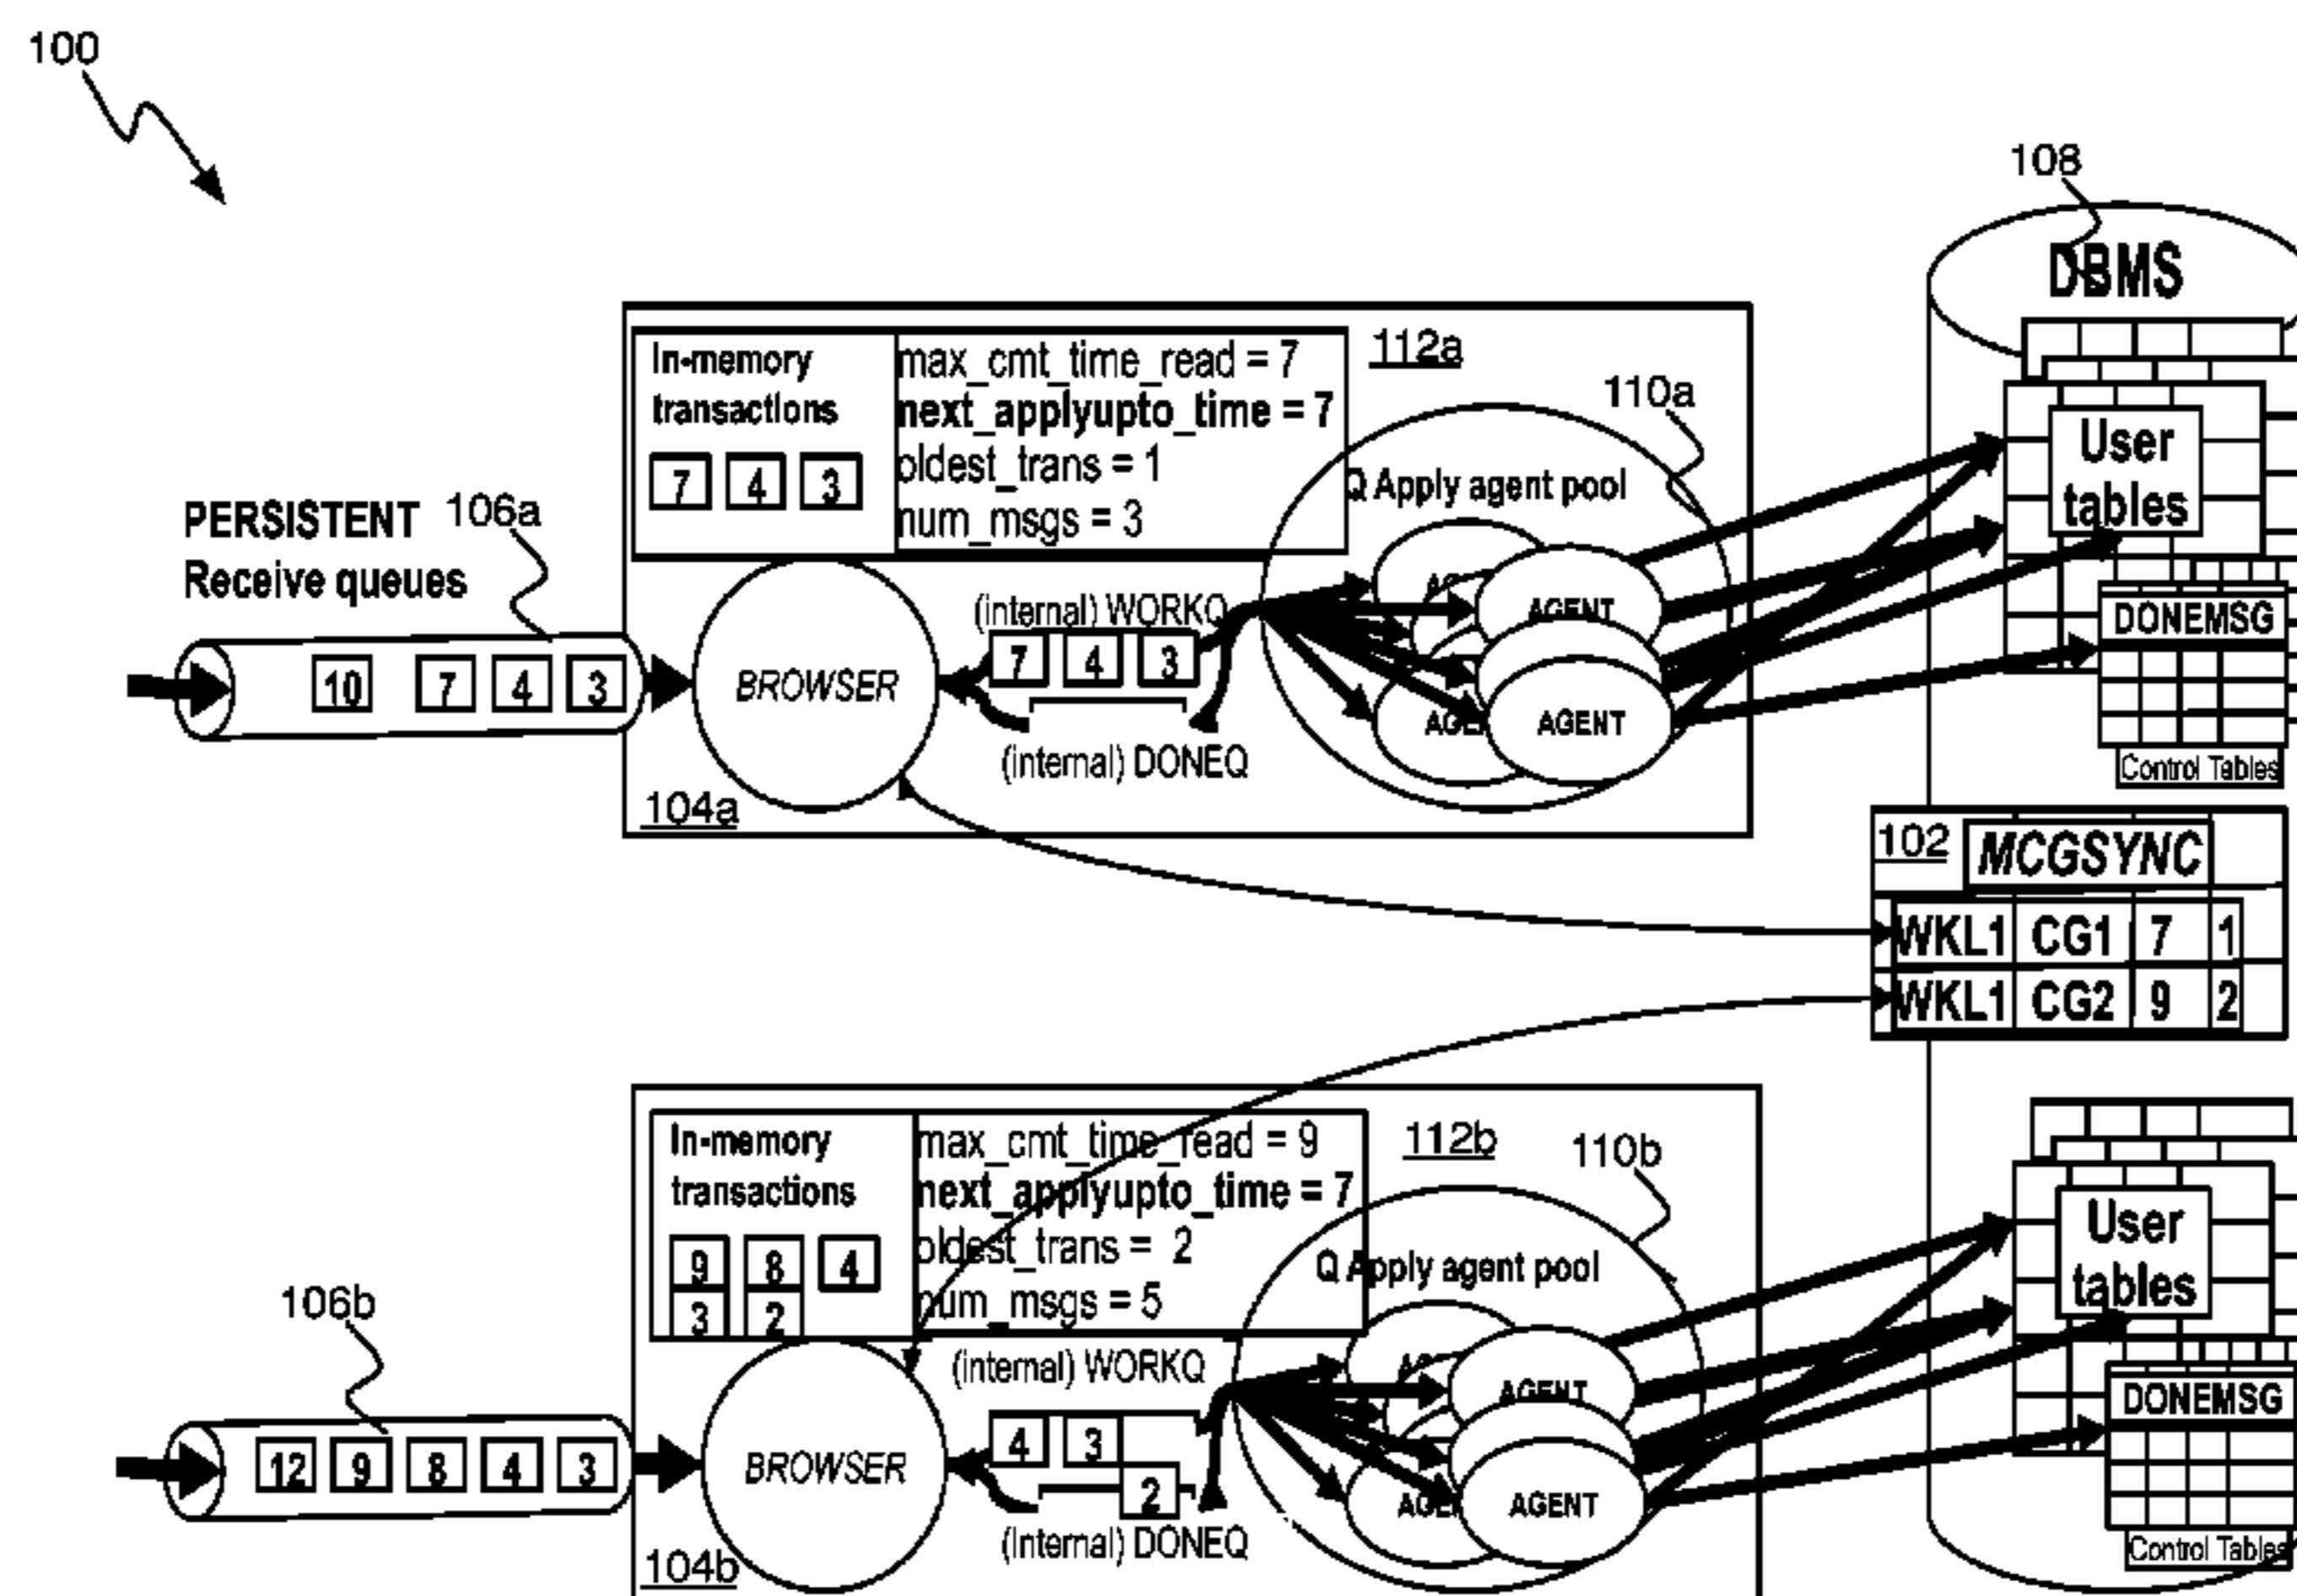 100
108
DBMS
User
tables
DONEMSG
Control Tables
112a
110a
In-memory
transactions
7 4 3
max_cmt_time_read = 7
next_applyupto_time = 7
oldest_trans = 1
num_msgs = 3
Q Apply agent pool
PERSISTENT
Receive queues
106a
10 7 4 3
BROWSER
(internal) WORKQ
7 4 3
(internal) DONEQ
AGENT
AGENT
104a
102
MCGSYNC
WKL1 CG1 7 1
WKL1 CG2 9 2
112b
110b
In-memory
transactions
9 8 4
3 2
max_cmt_time_read = 9
next_applyupto_time = 7
oldest_trans = 2
num_msgs = 5
Q Apply agent pool
106b
12 9 8 4 3
BROWSER
(internal) WORKQ
4 3
2
(internal) DONEQ
AGENT
AGENT
104b
User
tables
DONEMSG
Control Tables